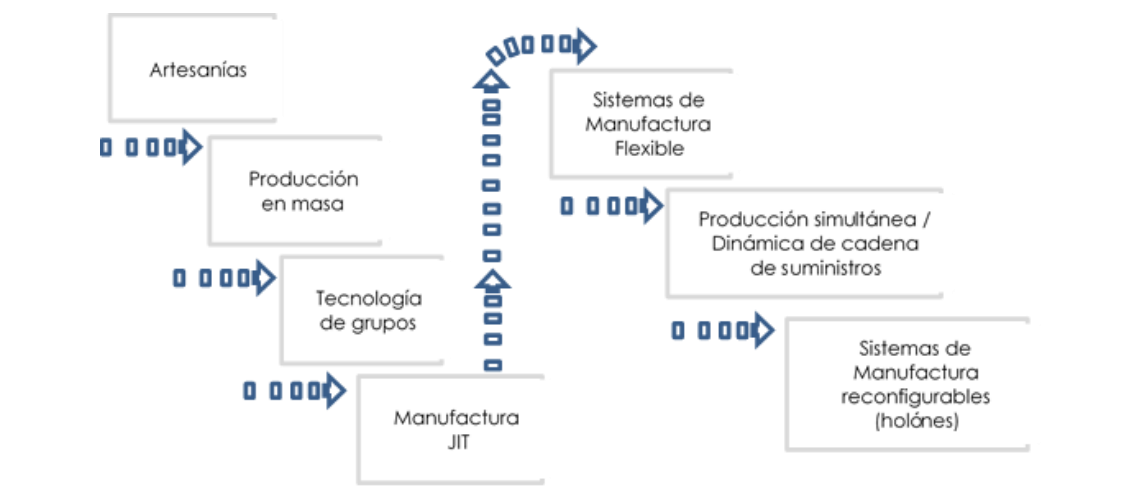 Artesanías
Producción
en masa
Tecnología
de grupos
Manufactura
JIT
Sistemas de
Manufactura
Flexible
Producción simultánea /
Dinámica de cadena
de suministros
Sistemas de
Manufactura
reconfigurables
(holónes)